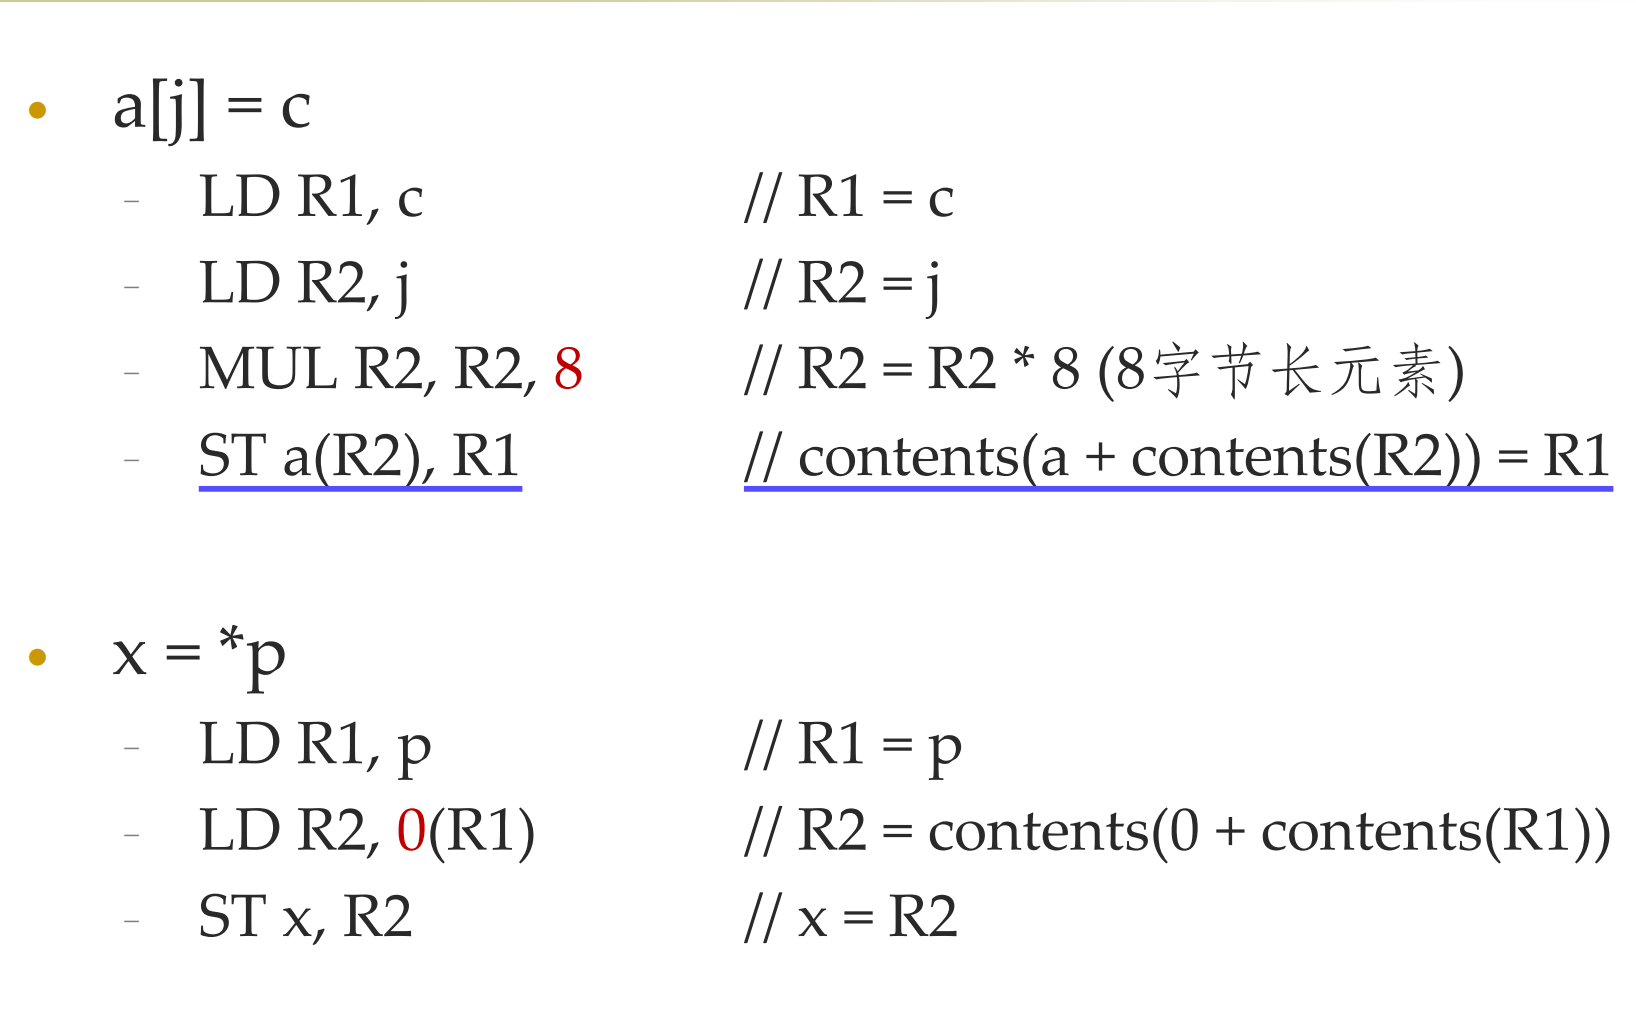 • a[j] = c
– LD R1, c // R1 = c
– LD R2, j // R2 = j
– MUL R2, R2, 8 // R2 = R2 * 8 (8字节长元素)
– ST a(R2), R1 // contents(a + contents(R2)) = R1
• x = *p
– LD R1, p // R1 = p
– LD R2, 0(R1) // R2 = contents(0 + contents(R1))
– ST x, R2 // x = R2